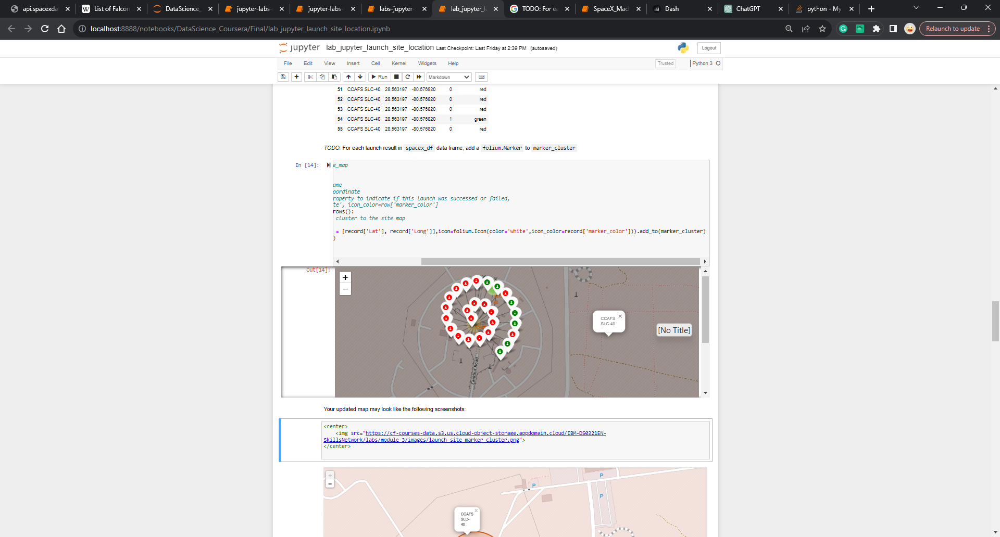 api.spacexda
List of Falcon
DataScience_
jupyter-labs-
jupyter-labs-
labs-jupyter-
lab_jupyter_l
TODO: For ea
SpaceX_Mach
Dash
ChatGPT
python - My
localhost:8888/notebooks/DataScience_Coursera/Final/lab_jupyter_launch_site_location.ipynb
Relaunch to update
jupyter lab_jupyter_launch_site_location Last Checkpoint: Last Friday at 2:39 PM (autosaved)
Logout
File Edit View Insert Cell Kernel Widgets Help
Trusted
Python 3
Run
Markdown
51 CCAFS SLC-40 28.563197 -80.576820 0 red
52 CCAFS SLC-40 28.563197 -80.576820 0 red
53 CCAFS SLC-40 28.563197 -80.576820 0 red
54 CCAFS SLC-40 28.563197 -80.576820 1 green
55 CCAFS SLC-40 28.563197 -80.576820 0 red
TODO: For each launch result in spacex_df data frame, add a folium.Marker to marker_cluster
In [14]:
e_map
ame
oordinate
roperty to indicate if this launch was successed or failed,
te', icon_color=row['marker_color']
rows():
cluster to the site map
= [record['Lat'], record['Long']],icon=folium.Icon(color='white',icon_color=record['marker_color'])).add_to(marker_cluster)
)
Out[14]:
+
−
CCAFS
SLC-40
[No Title]
Centaur Road
Your updated map may look like the following screenshots:
<center>
<img src="https://cf-courses-data.s3.us.cloud-object-storage.appdomain.cloud/IBM-DS0321EN-
SkillsNetwork/labs/module_3/images/launch_site_marker_cluster.png">
</center>
+
−
P
P
P
CCAFS
SLC-
40